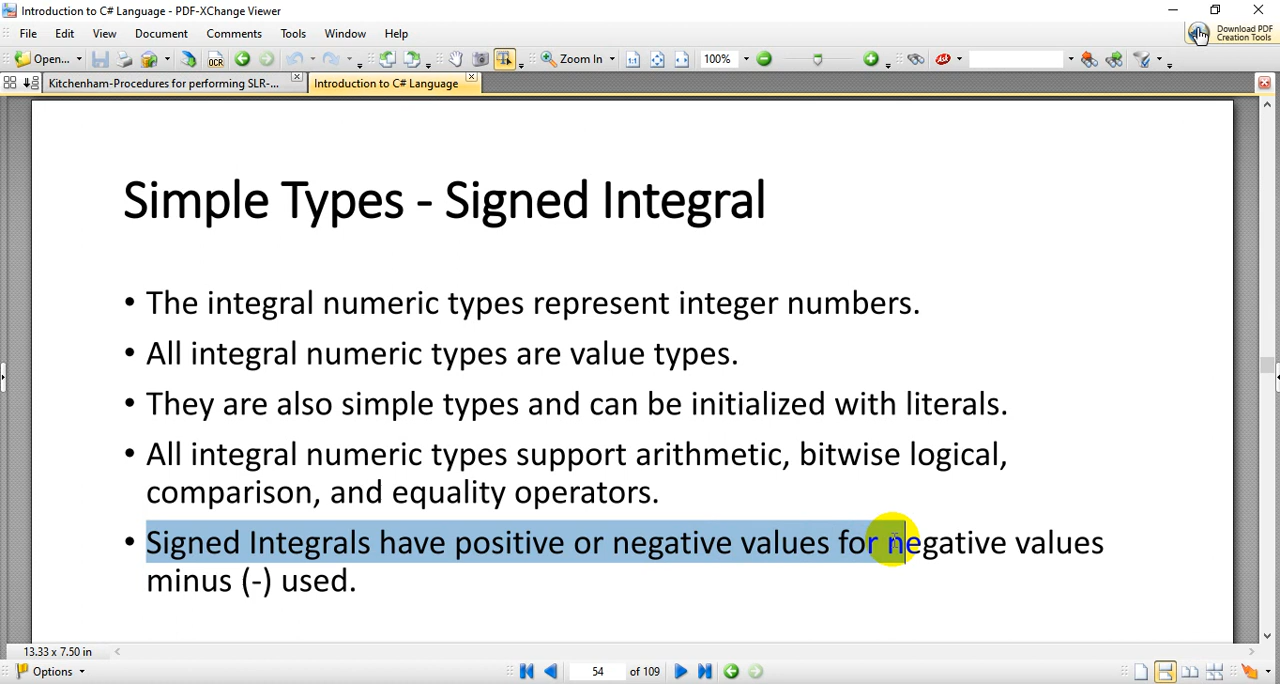 Introduction to C# Language - PDF-XChange Viewer
File Edit View Document Comments Tools Window Help
Download PDF
Creation Tools
Open... OCR Zoom In 100%
Kitchenham-Procedures for performing SLR-... Introduction to C# Language
Simple Types - Signed Integral
• The integral numeric types represent integer numbers.
• All integral numeric types are value types.
• They are also simple types and can be initialized with literals.
• All integral numeric types support arithmetic, bitwise logical,
comparison, and equality operators.
• Signed Integrals have positive or negative values for negative values
minus (-) used.
13.33 x 7.50 in
Options 54 of 109